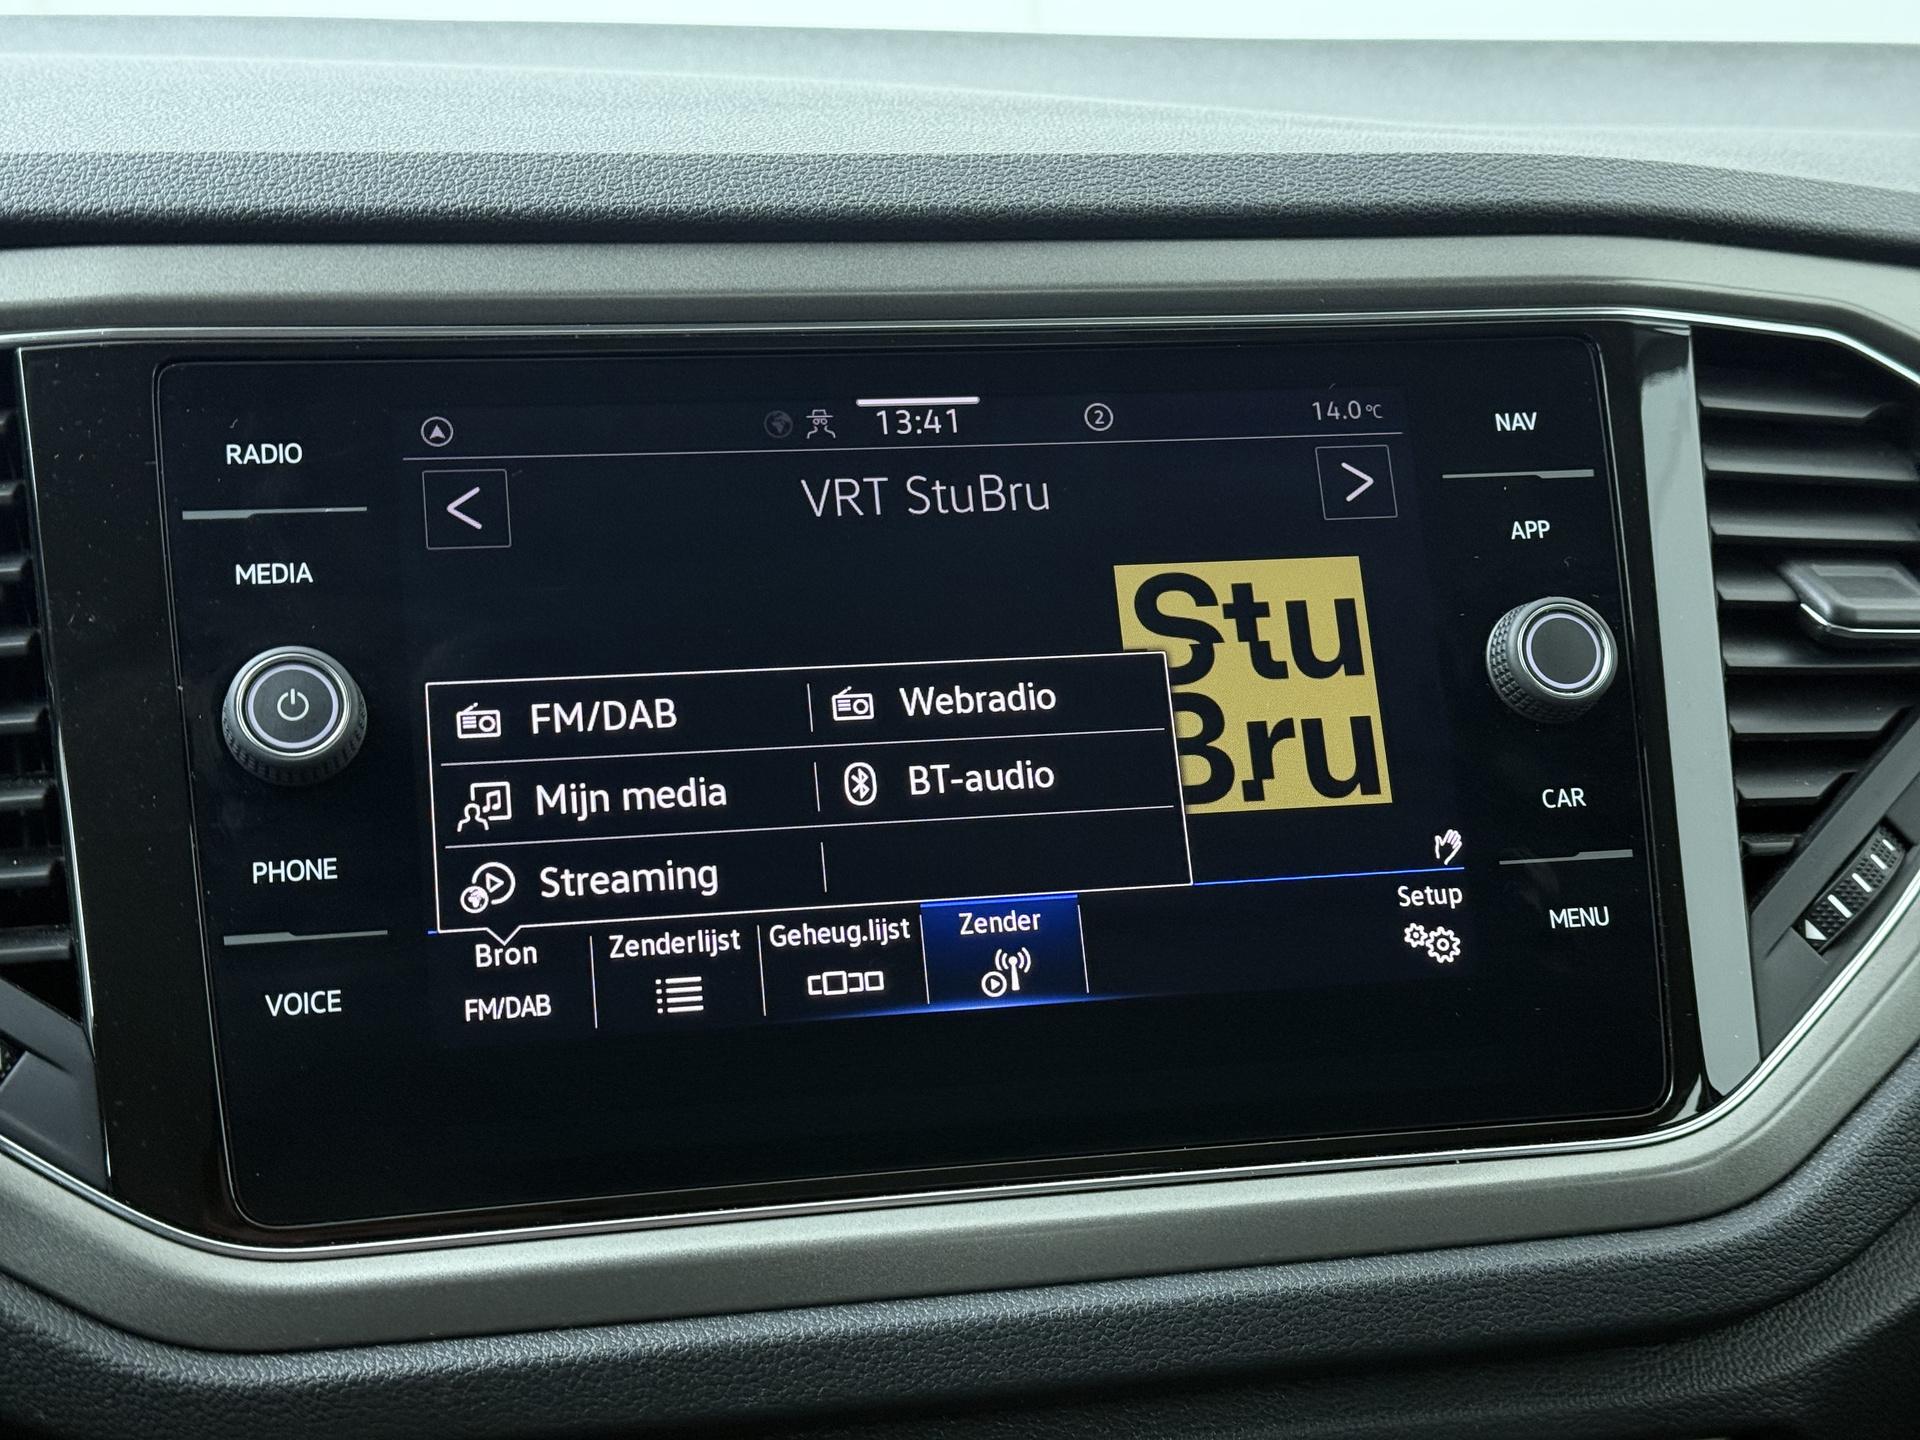 13:41
2
14.0°C
RADIO
NAV
VRT StuBru
MEDIA
APP
Stu
Bru
FM/DAB
Webradio
Mijn media
BT-audio
CAR
PHONE
Streaming
Setup
MENU
Bron
Zenderlijst
Geheug.lijst
Zender
FM/DAB
VOICE